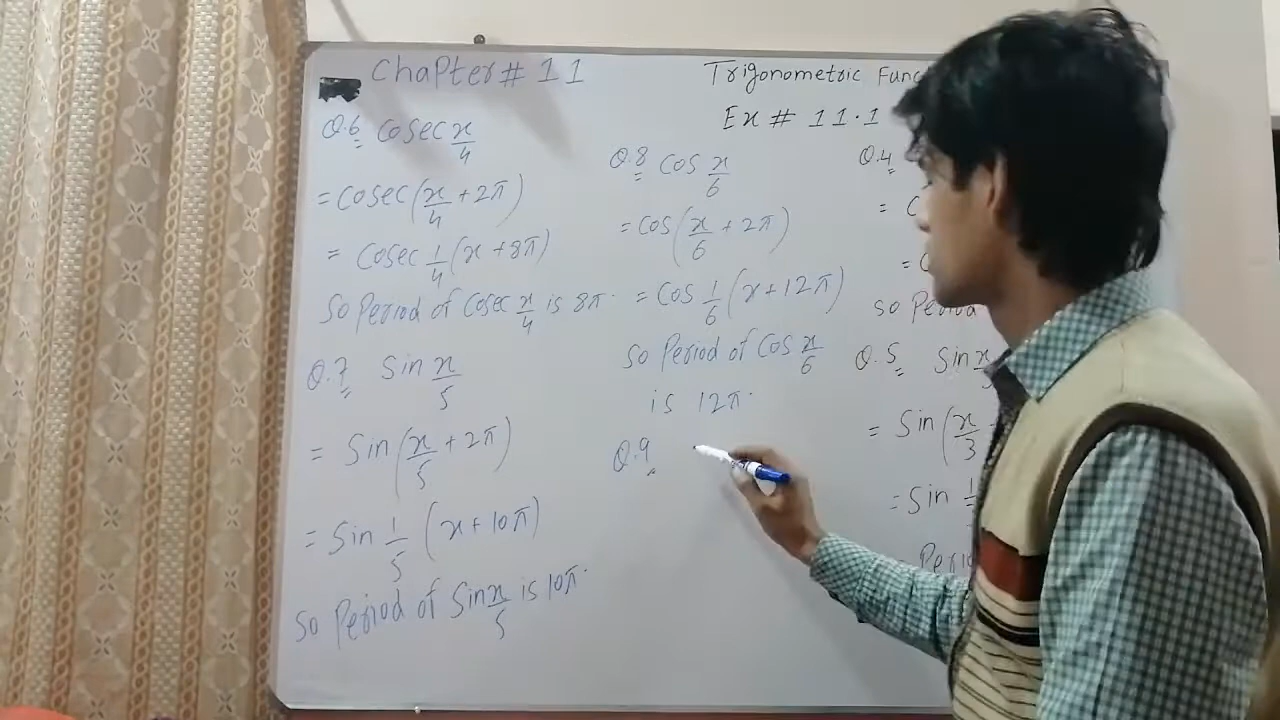 Chapter # 11
Trigonometric Func
Ex # 11.1
Q.6 Cosec x/4
= Cosec (x/4 + 2π)
= Cosec 1/4 (x + 8π)
So Period of Cosec x/4 is 8π.
Q.7 Sin x/5
= Sin (x/5 + 2π)
= Sin 1/5 (x + 10π)
So Period of Sin x/5 is 10π.
Q.8 Cos x/6
= Cos (x/6 + 2π)
= Cos 1/6 (x + 12π)
So Period of Cos x/6
is 12π.
Q.9
Q.4
= C
= C
So Period
Q.5 Sin x
= Sin (x/3
= Sin 1
Perio